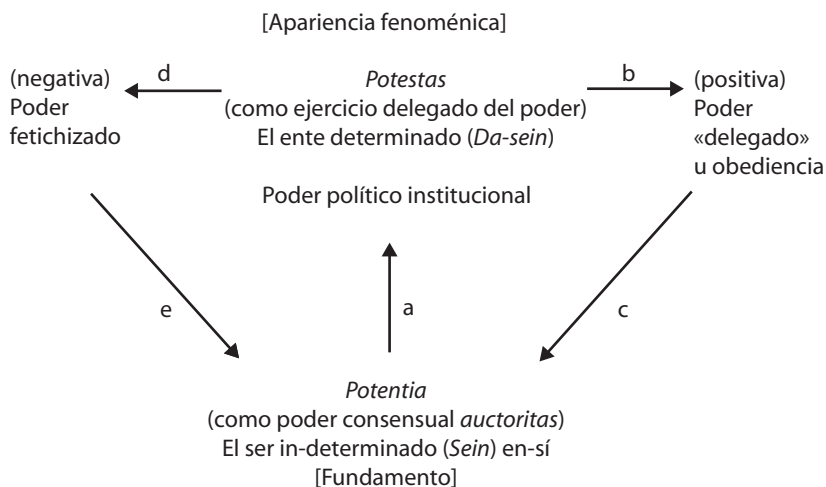 [Apariencia fenoménica]
(negativa)
Poder
fetichizado
d
Potestas
(como ejercicio delegado del poder)
El ente determinado (Da-sein)
Poder político institucional
b
(positiva)
Poder
«delegado»
u obediencia
e
a
c
Potentia
(como poder consensual auctoritas)
El ser in-determinado (Sein) en-sí
[Fundamento]